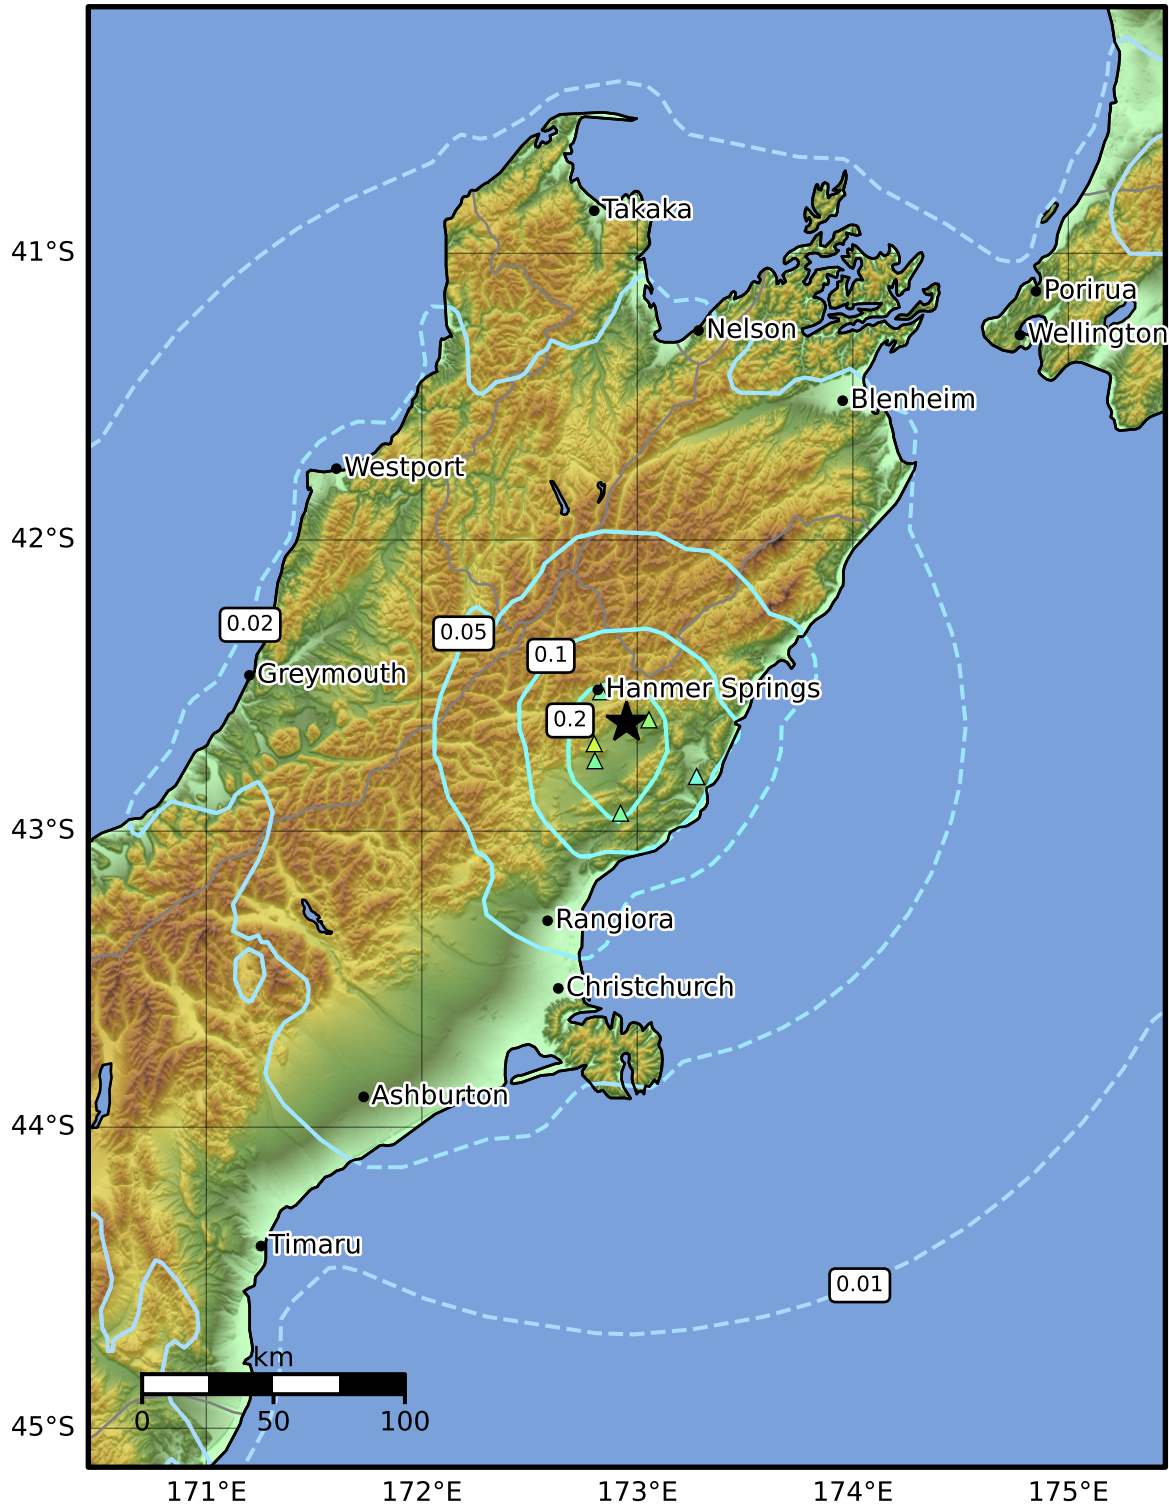 Takaka
41°S
Porirua
Nelson
Wellington
Blenheim
Westport
42°S
0.02
0.05
0.1
Greymouth
Hanmer Springs
0.2
43°S
Rangiora
Christchurch
Ashburton
44°S
Timaru
0.01
km
0 50 100
45°S
171°E 172°E 173°E 174°E 175°E